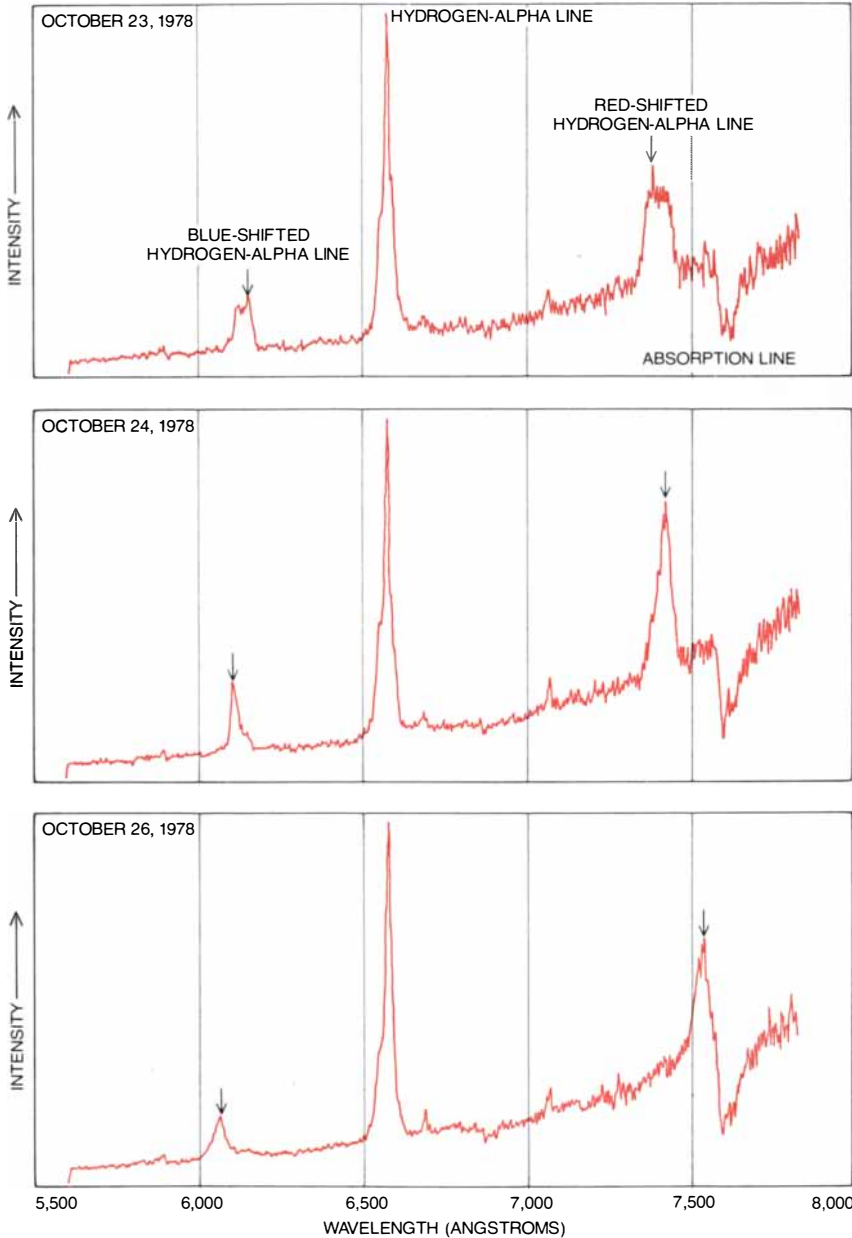 OCTOBER 23, 1978
HYDROGEN-ALPHA LINE
RED-SHIFTED
HYDROGEN-ALPHA LINE
BLUE-SHIFTED
HYDROGEN-ALPHA LINE
INTENSITY
ABSORPTION LINE
OCTOBER 24, 1978
INTENSITY
OCTOBER 26, 1978
INTENSITY
5,500 6,000 6,500 7,000 7,500 8,000
WAVELENGTH (ANGSTROMS)